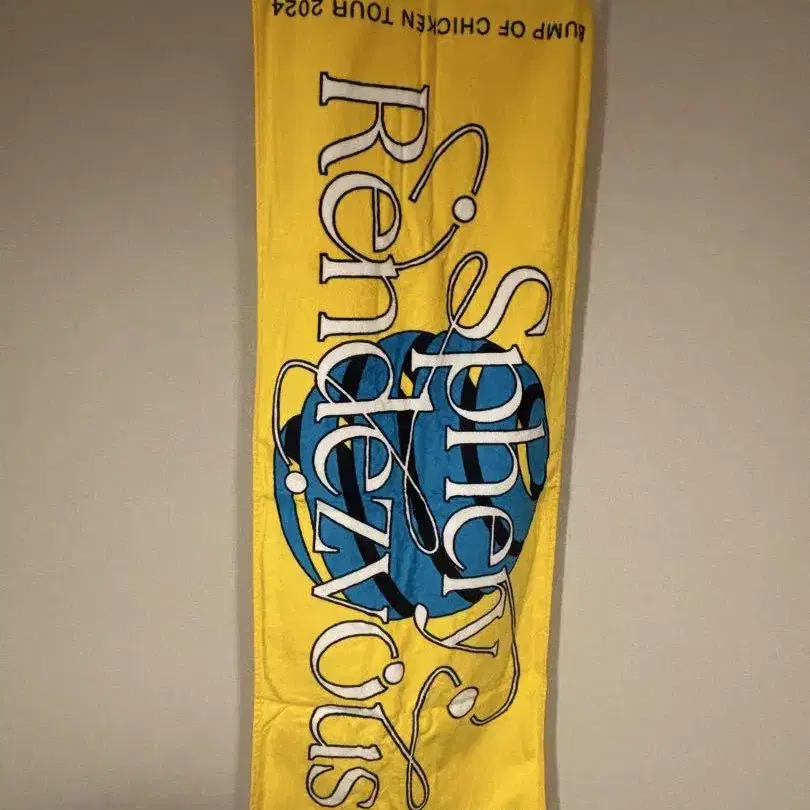 BUMP OF CHICKEN TOUR 2024
Sphery
Rendezvous